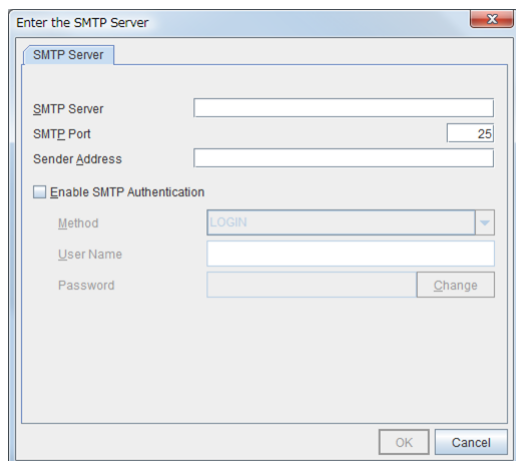 Enter the SMTP Server
SMTP Server
SMTP Server
SMTP Port 25
Sender Address
Enable SMTP Authentication
Method LOGIN
User Name
Password Change
OK Cancel